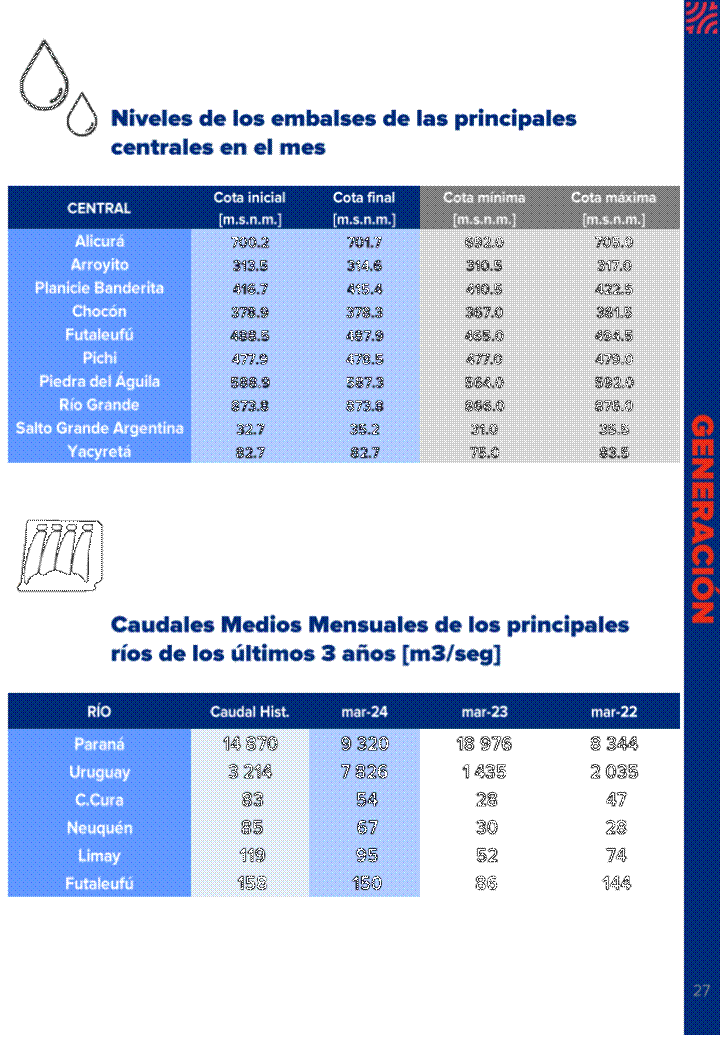 Niveles de los embalses de las principales
centrales en el mes
CENTRAL Cota inicial [m.s.n.m.] Cota final [m.s.n.m.] Cota mínima [m.s.n.m.] Cota máxima [m.s.n.m.]
Alicurá 700.2 701.7 692.0 705.0
Arroyito 313.5 314.6 310.5 317.0
Planicie Banderita 416.7 415.4 410.5 422.5
Chocón 378.9 378.3 367.0 381.5
Futaleufú 488.5 487.9 465.0 494.5
Pichi 477.9 478.5 477.0 479.0
Piedra del Águila 588.9 587.3 564.0 592.0
Río Grande 873.8 873.8 866.0 876.0
Salto Grande Argentina 32.7 35.2 31.0 35.5
Yacyretá 82.7 82.7 75.0 83.5
GENERACIÓN
Caudales Medios Mensuales de los principales
ríos de los últimos 3 años [m3/seg]
RÍO Caudal Hist. mar-24 mar-23 mar-22
Paraná 14 870 9 320 18 976 8 344
Uruguay 3 214 7 826 1 435 2 035
C.Cura 83 54 28 47
Neuquén 85 67 30 28
Limay 119 95 52 74
Futaleufú 158 150 86 144
27